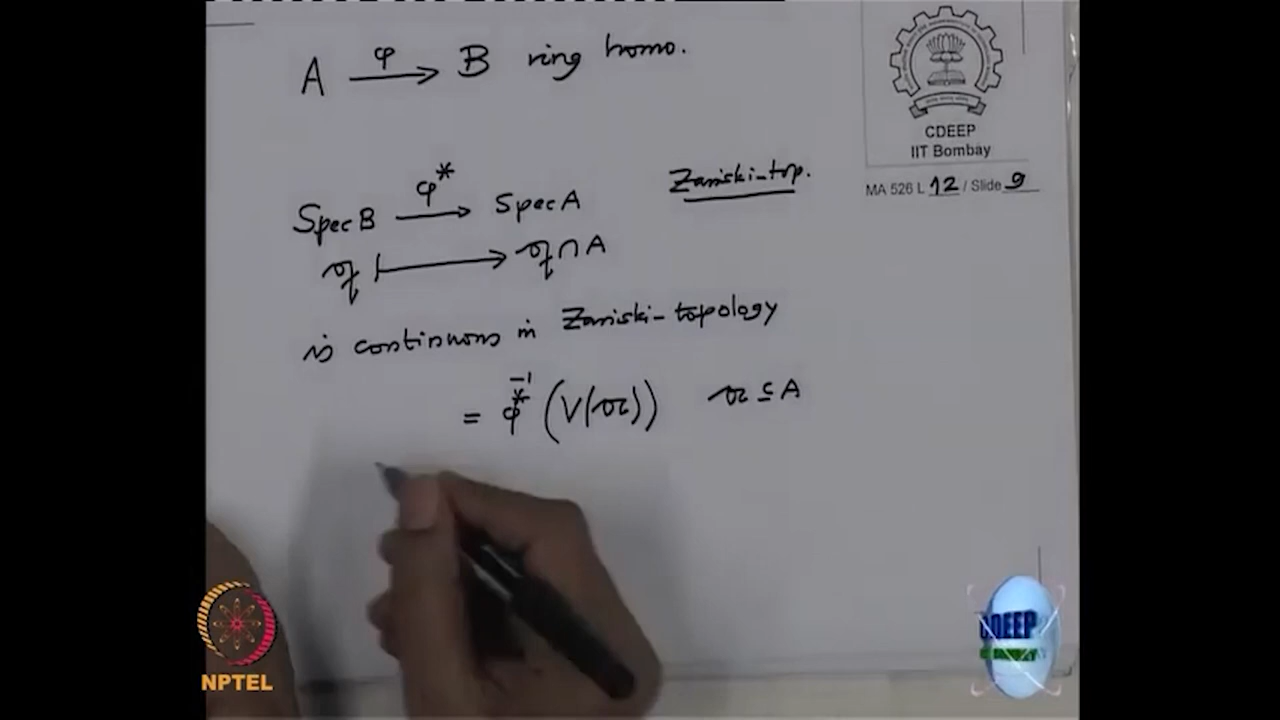 A —φ→ B ring homo.
CDEEP
IIT Bombay
MA 526 L 12 / Slide 9
Zariski-top.
Spec B —φ*→ Spec A
𝔮 ⟼ 𝔮 ∩ A
is continuous in Zariski-topology
= φ*⁻¹ (V(𝔞)) 𝔞 ⊆ A
NPTEL
CDEEP